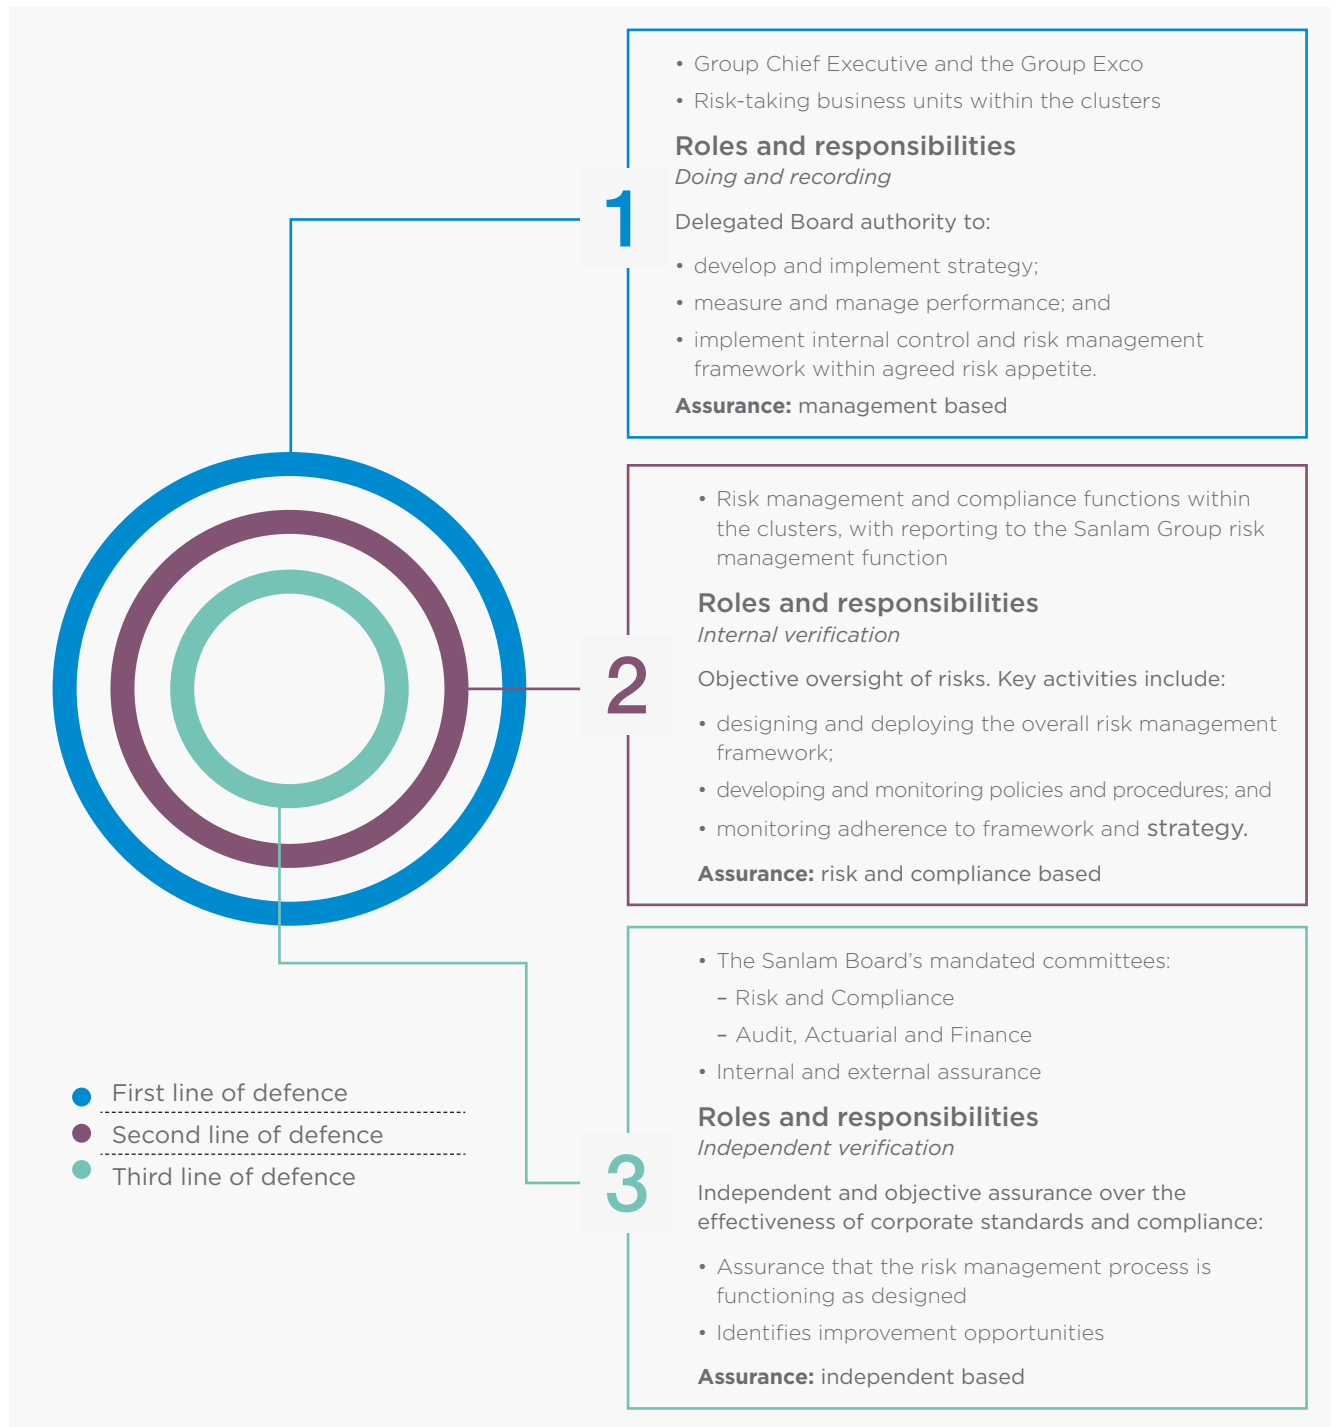 • Group Chief Executive and the Group Exco
• Risk-taking business units within the clusters
Roles and responsibilities
Doing and recording
1
Delegated Board authority to:
• develop and implement strategy;
• measure and manage performance; and
• implement internal control and risk management
framework within agreed risk appetite.
Assurance: management based
• Risk management and compliance functions within
the clusters, with reporting to the Sanlam Group risk
management function
Roles and responsibilities
Internal verification
2
Objective oversight of risks. Key activities include:
• designing and deploying the overall risk management
framework;
• developing and monitoring policies and procedures; and
• monitoring adherence to framework and strategy.
Assurance: risk and compliance based
• The Sanlam Board’s mandated committees:
– Risk and Compliance
– Audit, Actuarial and Finance
• Internal and external assurance
Roles and responsibilities
Independent verification
3
Independent and objective assurance over the
effectiveness of corporate standards and compliance:
• Assurance that the risk management process is
functioning as designed
• Identifies improvement opportunities
Assurance: independent based
First line of defence
Second line of defence
Third line of defence